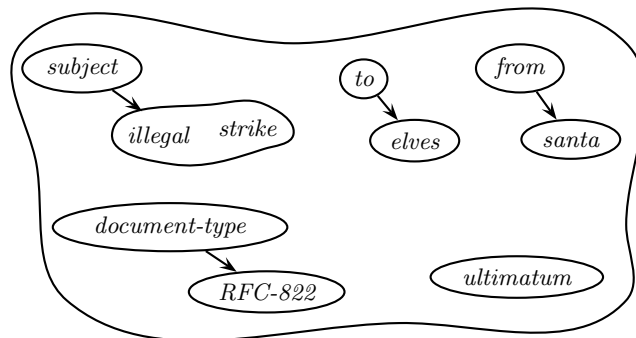 subject
to
from
illegal strike
elves
santa
document-type
RFC-822
ultimatum